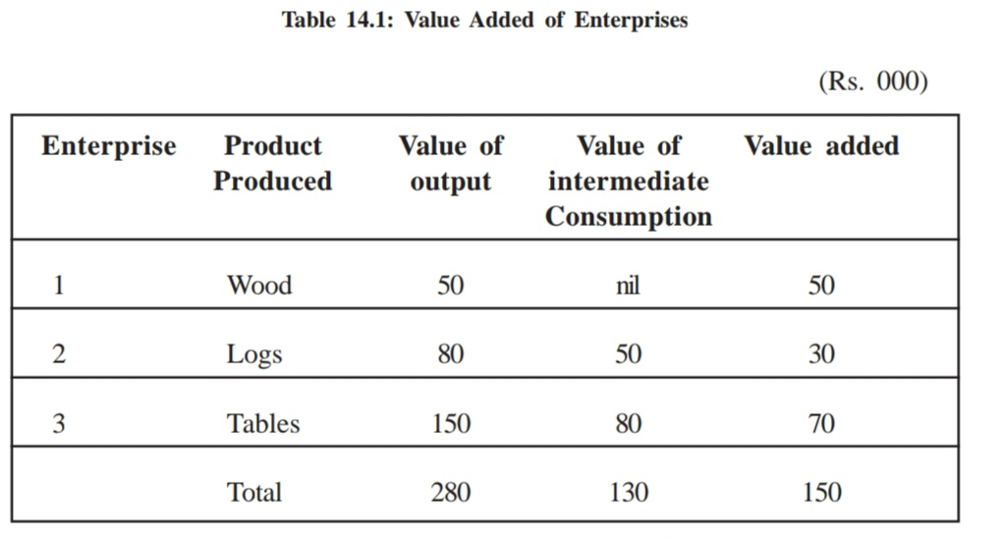 Table 14.1: Value Added of Enterprises
(Rs. 000)
Enterprise Product Value of Value of Value added
Produced output intermediate
Consumption
1 Wood 50 nil 50
2 Logs 80 50 30
3 Tables 150 80 70
Total 280 130 150